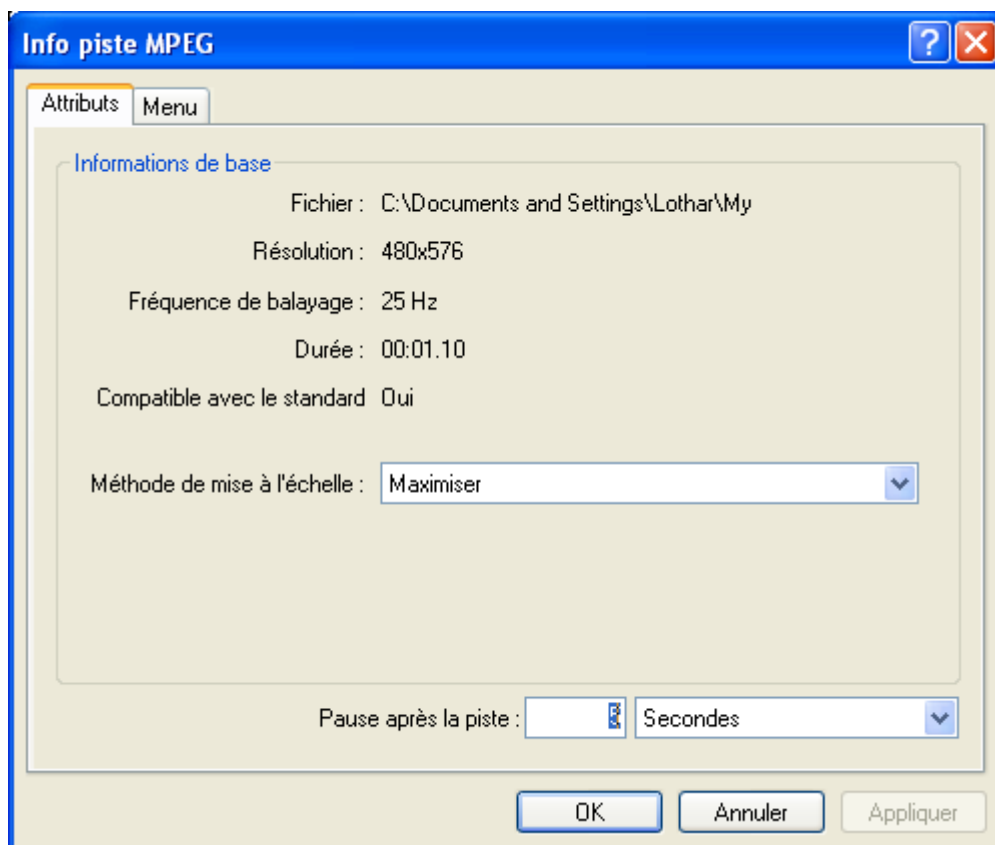 Info piste MPEG
Attributs Menu
Informations de base
Fichier : C:\Documents and Settings\Lothar\My
Résolution : 480x576
Fréquence de balayage : 25 Hz
Durée : 00:01.10
Compatible avec le standard Oui
Méthode de mise à l'échelle : Maximiser
Pause après la piste : Secondes
OK Annuler Appliquer